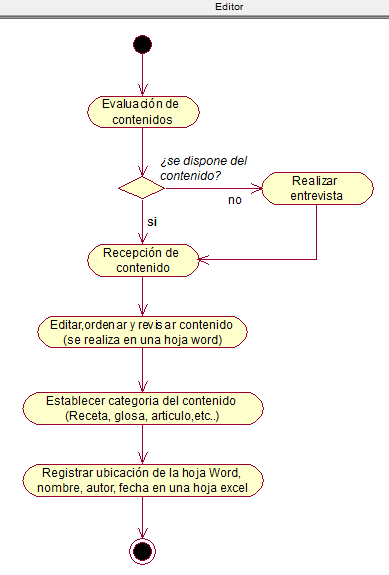 Editor
Evaluación de
contenidos
¿se dispone del
contenido?
Realizar
entrevista
no
si
Recepción de
contenido
Editar,ordenar y revisar contenido
(se realiza en una hoja word)
Establecer categoria del contenido
(Receta, glosa, articulo,etc..)
Registrar ubicación de la hoja Word,
nombre, autor, fecha en una hoja excel